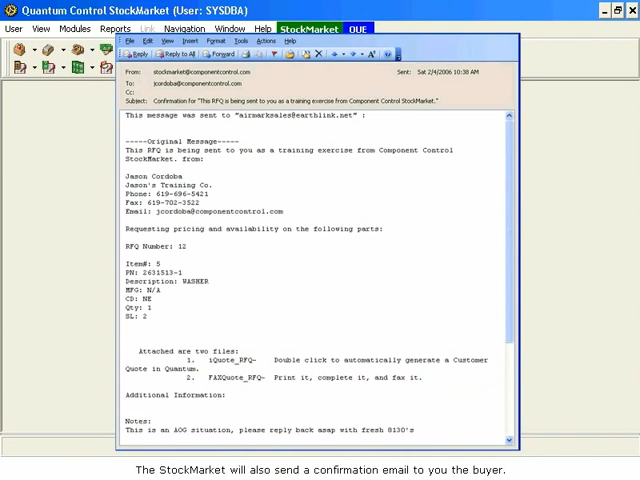 Quantum Control StockMarket (User: SYSDBA)
User View Modules Reports Link Navigation Window Help StockMarket QUE
File Edit View Insert Format Tools Actions Help
Reply Reply to All Forward
From: stockmarket@componentcontrol.com Sent: Sat 2/4/2006 10:38 AM
To: jcordoba@componentcontrol.com
Cc:
Subject: Confirmation for "This RFQ is being sent to you as a training exercise from Component Control StockMarket."
This message was sent to "airmarksales@earthlink.net" :
-----Original Message-----
This RFQ is being sent to you as a training exercise from Component Control
StockMarket. from:
Jason Cordoba
Jason's Training Co.
Phone: 619-696-5421
Fax: 619-702-3522
Email: jcordoba@componentcontrol.com
Requesting pricing and availability on the following parts:
RFQ Number: 12
Item#: 5
PN: 2631513-1
Description: WASHER
MFG: N/A
CD: NE
Qty: 1
SL: 2
Attached are two files:
1. iQuote_RFQ- Double click to automatically generate a Customer
Quote in Quantum.
2. FAXQuote_RFQ- Print it, complete it, and fax it.
Additional Information:
Notes:
This is an AOG situation, please reply back asap with fresh 8130's
The StockMarket will also send a confirmation email to you the buyer.